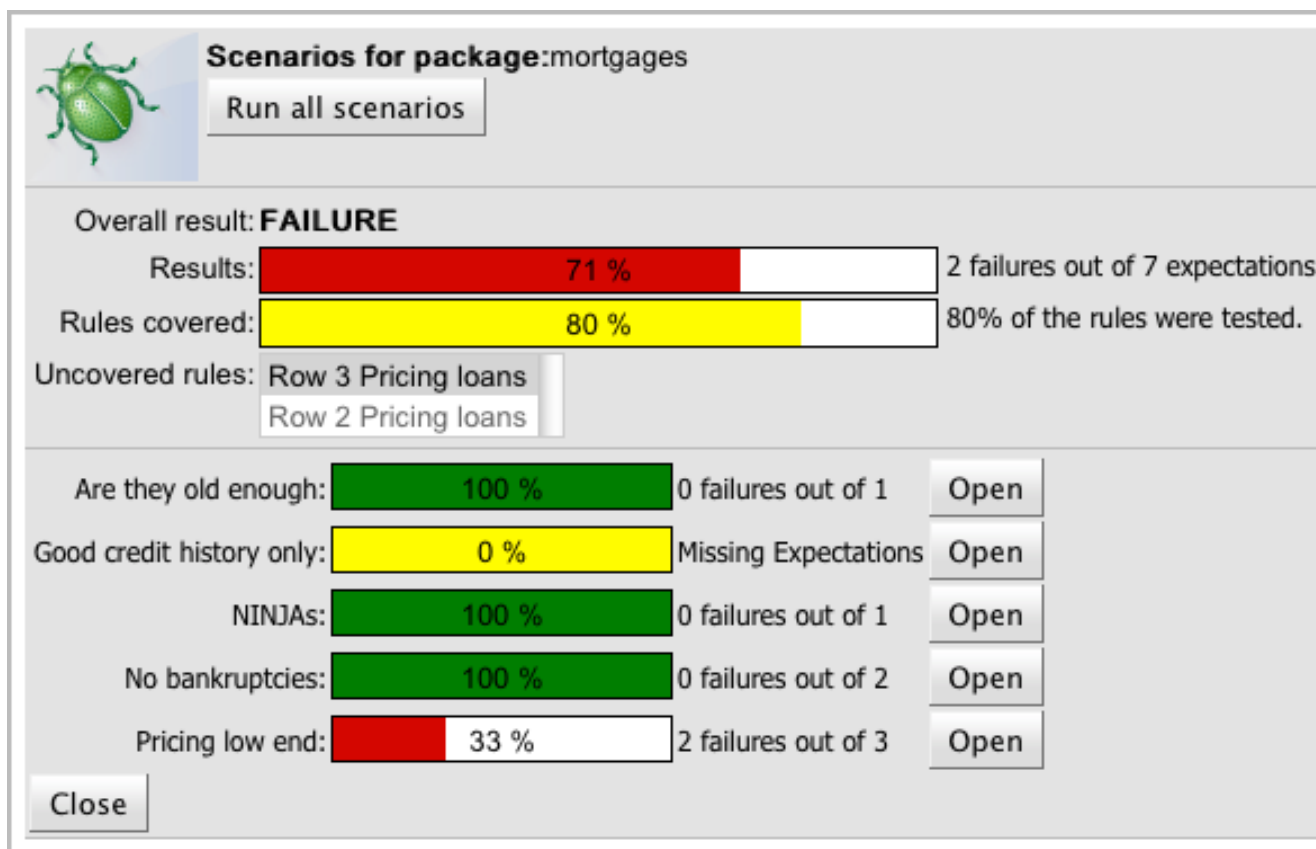 Scenarios for package:mortgages
Run all scenarios
Overall result: FAILURE
Results: 71 % 2 failures out of 7 expectations
Rules covered: 80 % 80% of the rules were tested.
Uncovered rules: Row 3 Pricing loans
Row 2 Pricing loans
Are they old enough: 100 % 0 failures out of 1 Open
Good credit history only: 0 % Missing Expectations Open
NINJAs: 100 % 0 failures out of 1 Open
No bankruptcies: 100 % 0 failures out of 2 Open
Pricing low end: 33 % 2 failures out of 3 Open
Close